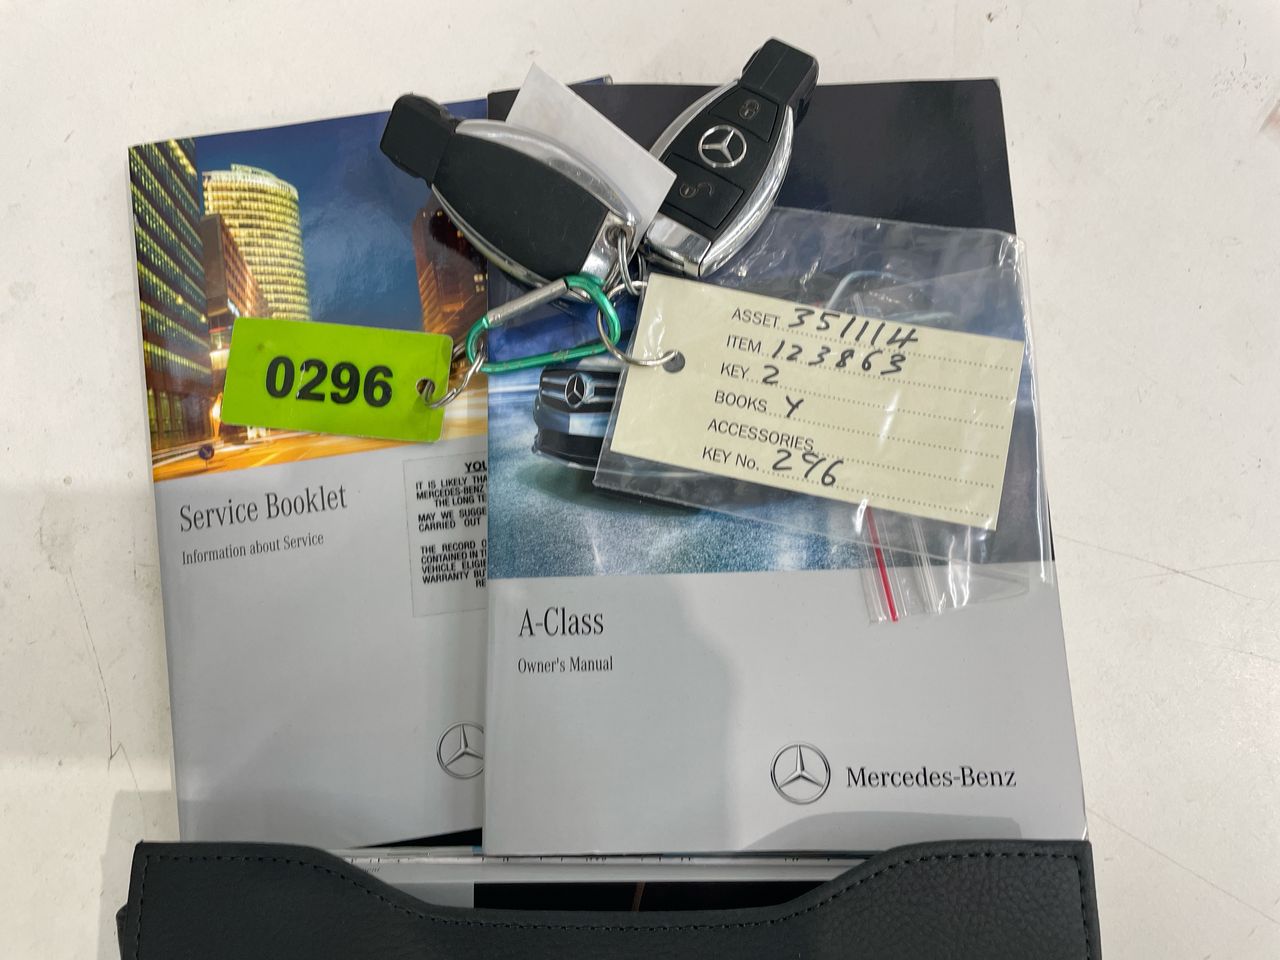 0296
ASSET 351114
ITEM 123863
KEY 2
BOOKS Y
ACCESSORIES
KEY No. 296
Service Booklet
Information about Service
YOU
IT IS LIKELY THA
MERCEDES-BENZ
THE LONG TE
MAY WE SUGGE
CARRIED OUT
THE RECORD O
CONTAINED IN T
VEHICLE ELIGI
WARRANTY BU
RE
A-Class
Owner's Manual
Mercedes-Benz